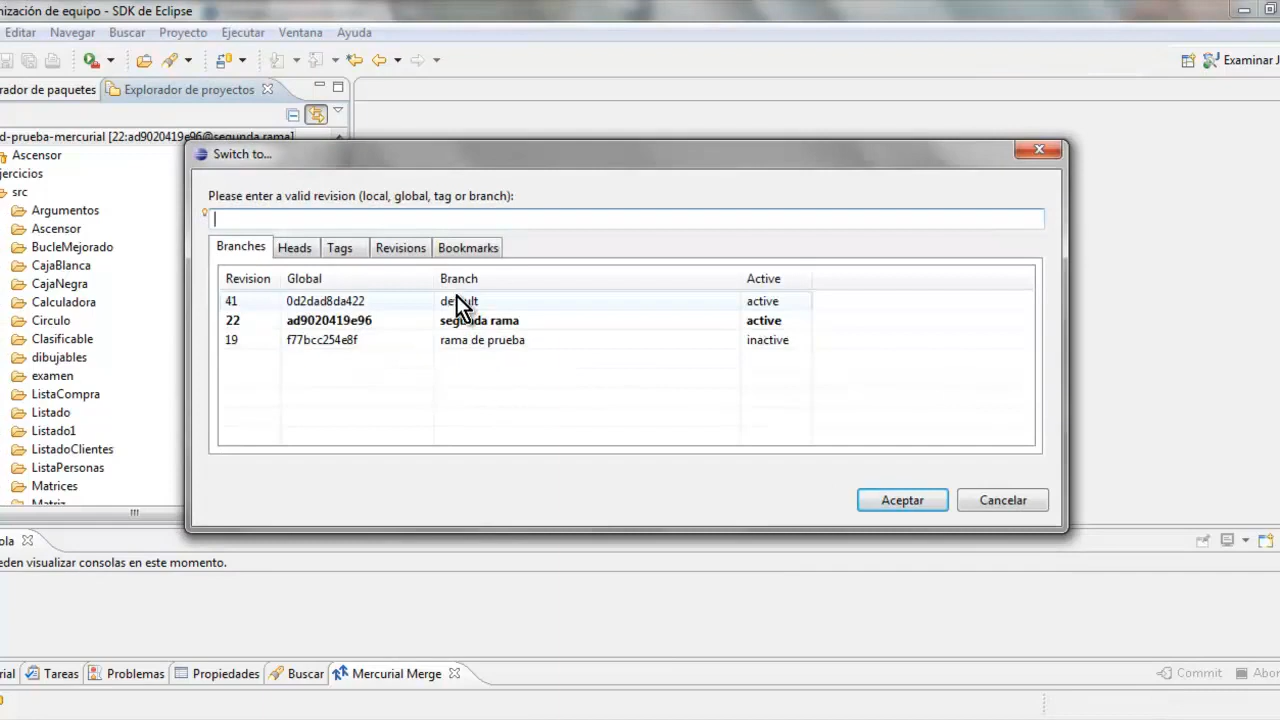 nización de equipo - SDK de Eclipse
Editar Navegar Buscar Proyecto Ejecutar Ventana Ayuda
Examinar J
rador de paquetes Explorador de proyectos
d-prueba-mercurial [22:ad9020419e96@segunda rama]
Ascensor
jercicios
src
Argumentos
Ascensor
BucleMejorado
CajaBlanca
CajaNegra
Calculadora
Circulo
Clasificable
dibujables
examen
ListaCompra
Listado
Listado1
ListadoClientes
ListaPersonas
Matrices
Matriz
Switch to...
Please enter a valid revision (local, global, tag or branch):
Branches Heads Tags Revisions Bookmarks
Revision Global Branch Active
41 0d2dad8da422 default active
22 ad9020419e96 segunda rama active
19 f77bcc254e8f rama de prueba inactive
Aceptar Cancelar
ola
eden visualizar consolas en este momento.
rial Tareas Problemas Propiedades Buscar Mercurial Merge Commit Abor